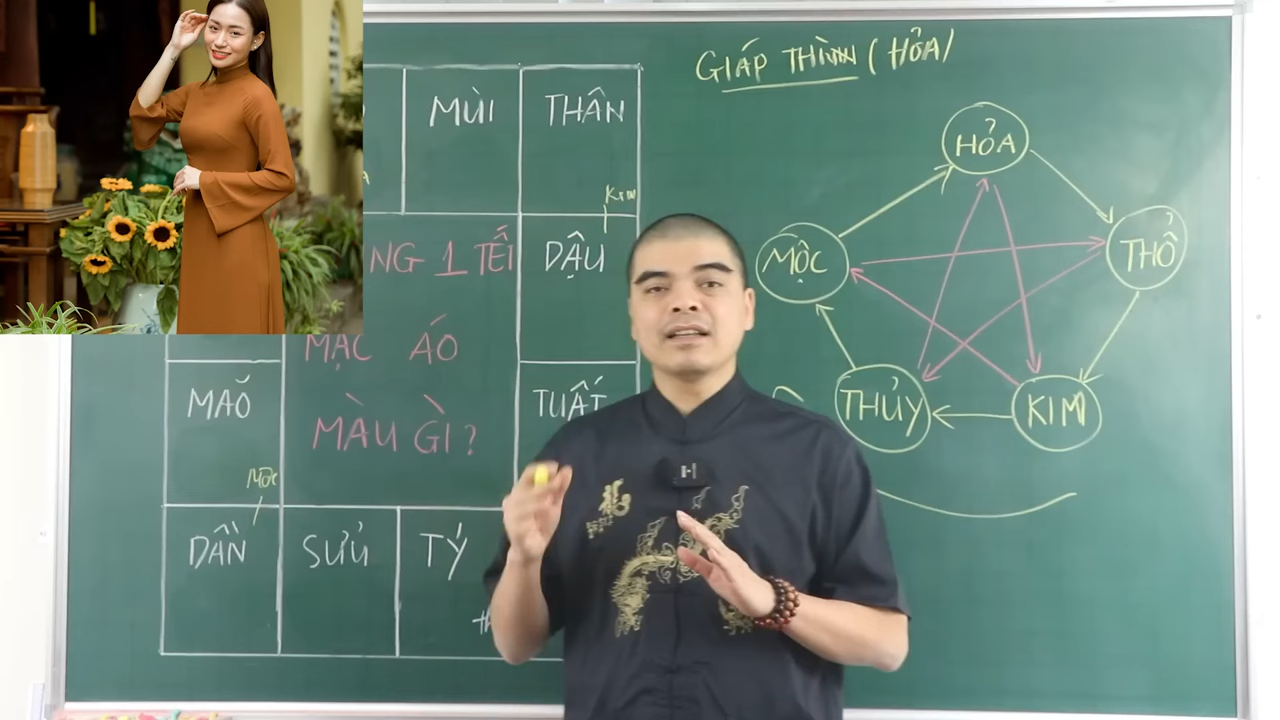 GIÁP THÌN (HỎA)
MÙI THÂN
Kim
NG 1 TẾT DẬU
MẶC ÁO
MÀU GÌ?
MÃO TUẤT
Mộc
DẦN SỬU TÝ
HỎA
THỔ
KIM
THỦY
MỘC
龍
H